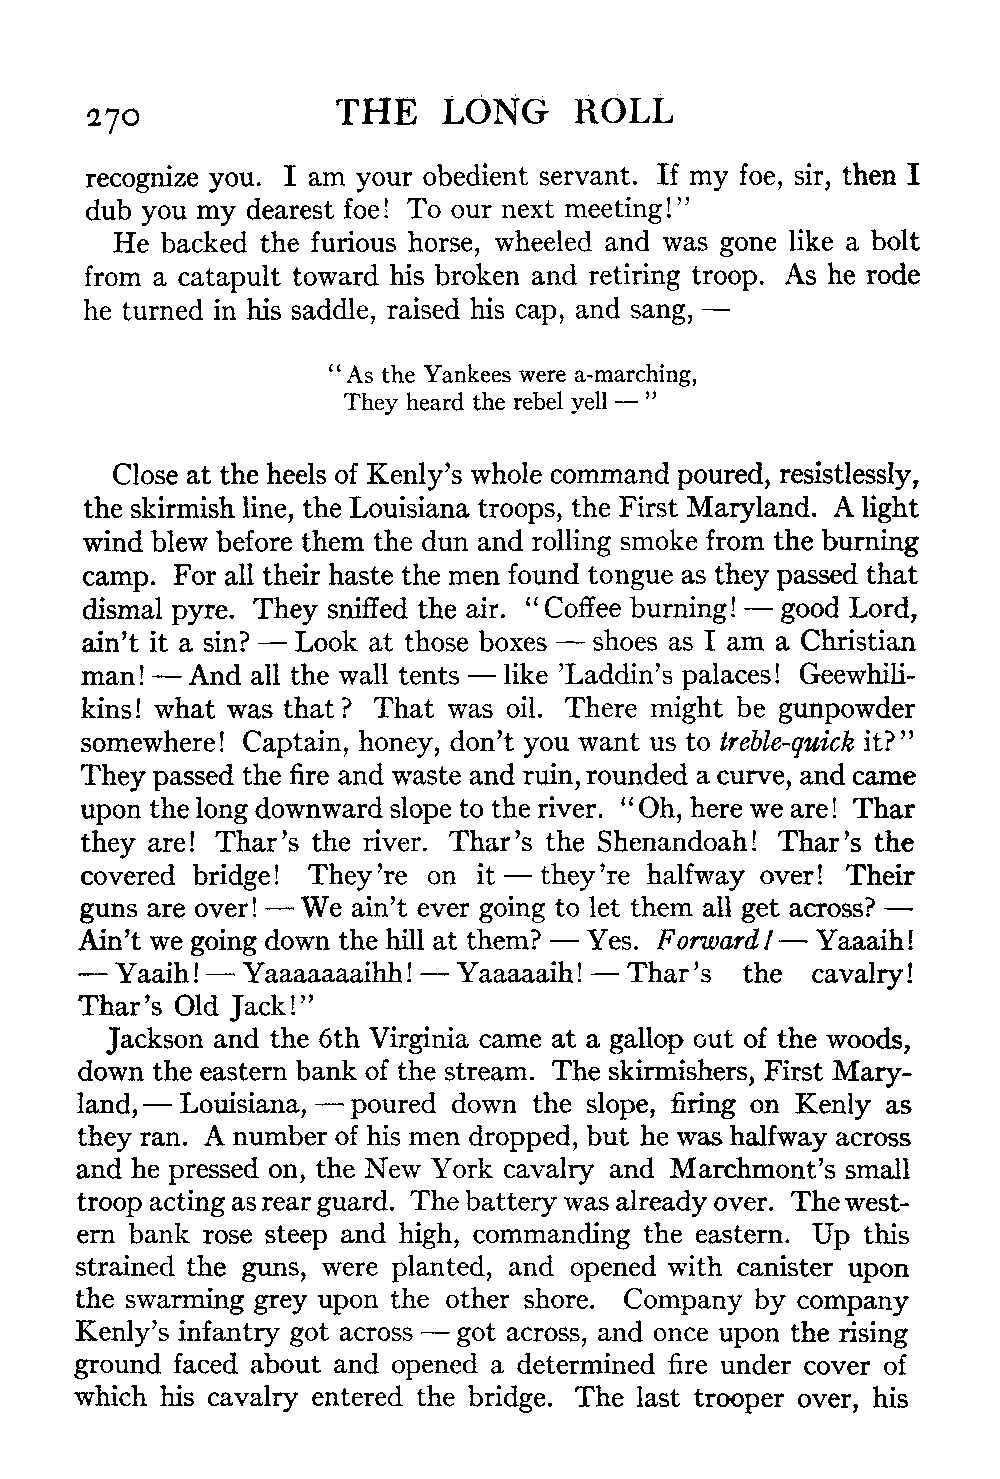 270 THE LONG ROLL
recognize you. I am your obedient servant. If my foe, sir, then I
dub you my dearest foe! To our next meeting!"
He backed the furious horse, wheeled and was gone like a bolt
from a catapult toward his broken and retiring troop. As he rode
he turned in his saddle, raised his cap, and sang, —
"As the Yankees were a-marching,
They heard the rebel yell — "
Close at the heels of Kenly's whole command poured, resistlessly,
the skirmish line, the Louisiana troops, the First Maryland. A light
wind blew before them the dun and rolling smoke from the burning
camp. For all their haste the men found tongue as they passed that
dismal pyre. They sniffed the air. "Coffee burning! — good Lord,
ain't it a sin? — Look at those boxes — shoes as I am a Christian
man! — And all the wall tents — like 'Laddin's palaces! Geewhili-
kins! what was that? That was oil. There might be gunpowder
somewhere! Captain, honey, don't you want us to treble-quick it?"
They passed the fire and waste and ruin, rounded a curve, and came
upon the long downward slope to the river. "Oh, here we are! Thar
they are! Thar's the river. Thar's the Shenandoah! Thar's the
covered bridge! They're on it — they're halfway over! Their
guns are over! — We ain't ever going to let them all get across? —
Ain't we going down the hill at them? — Yes. Forward! — Yaaaih!
— Yaaih! — Yaaaaaaaihh! — Yaaaaaih! — Thar's the cavalry!
Thar's Old Jack!"
Jackson and the 6th Virginia came at a gallop out of the woods,
down the eastern bank of the stream. The skirmishers, First Mary-
land, — Louisiana, — poured down the slope, firing on Kenly as
they ran. A number of his men dropped, but he was halfway across
and he pressed on, the New York cavalry and Marchmont's small
troop acting as rear guard. The battery was already over. The west-
ern bank rose steep and high, commanding the eastern. Up this
strained the guns, were planted, and opened with canister upon
the swarming grey upon the other shore. Company by company
Kenly's infantry got across — got across, and once upon the rising
ground faced about and opened a determined fire under cover of
which his cavalry entered the bridge. The last trooper over, his